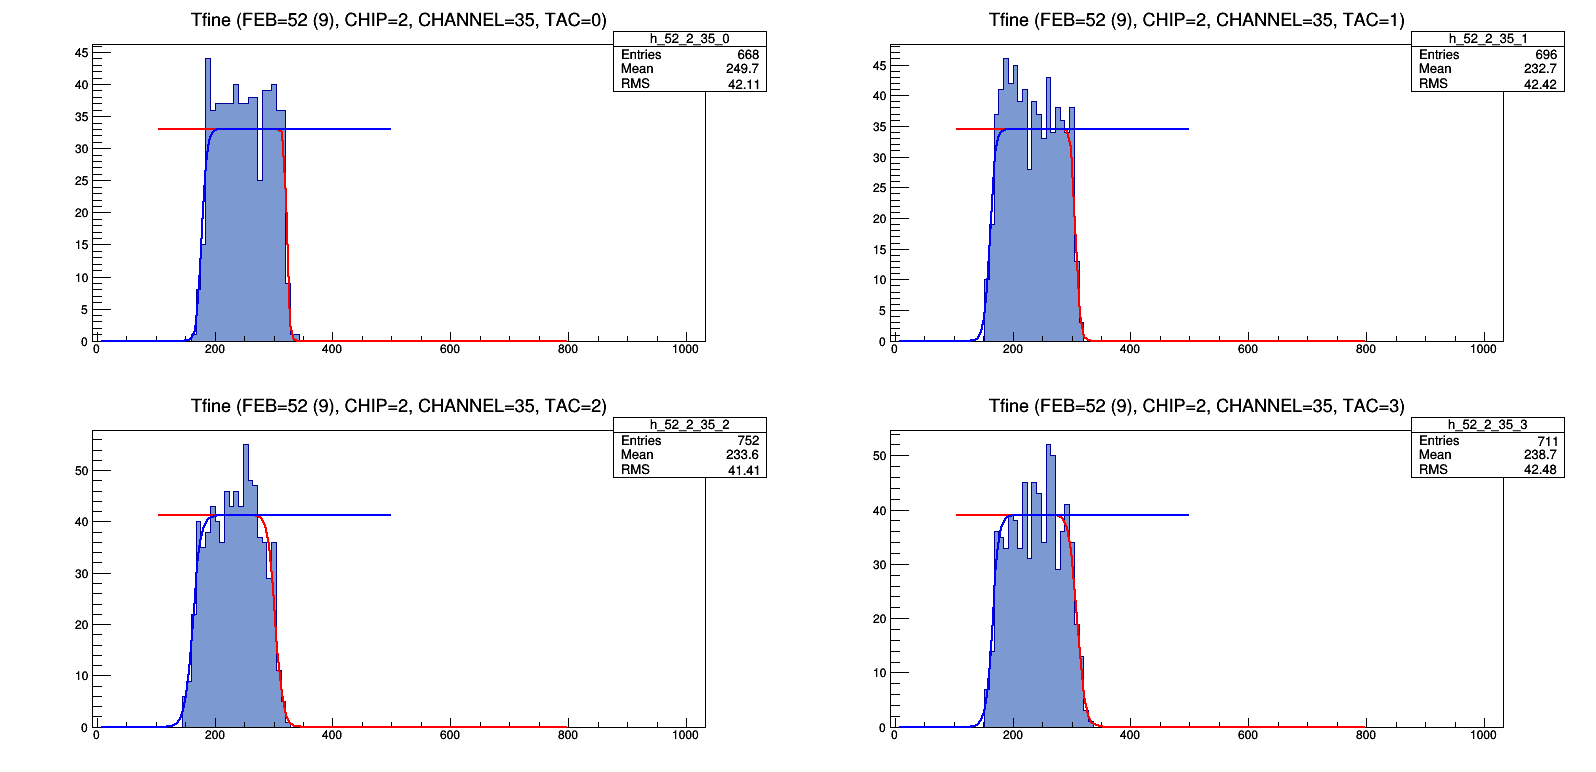 Tfine (FEB=52 (9), CHIP=2, CHANNEL=35, TAC=0)
h_52_2_35_0
Entries 668
Mean 249.7
RMS 42.11
45
40
35
30
25
20
15
10
5
0
0 200 400 600 800 1000
Tfine (FEB=52 (9), CHIP=2, CHANNEL=35, TAC=1)
h_52_2_35_1
Entries 696
Mean 232.7
RMS 42.42
45
40
35
30
25
20
15
10
5
0
0 200 400 600 800 1000
Tfine (FEB=52 (9), CHIP=2, CHANNEL=35, TAC=2)
h_52_2_35_2
Entries 752
Mean 233.6
RMS 41.41
50
40
30
20
10
0
0 200 400 600 800 1000
Tfine (FEB=52 (9), CHIP=2, CHANNEL=35, TAC=3)
h_52_2_35_3
Entries 711
Mean 238.7
RMS 42.48
50
40
30
20
10
0
0 200 400 600 800 1000